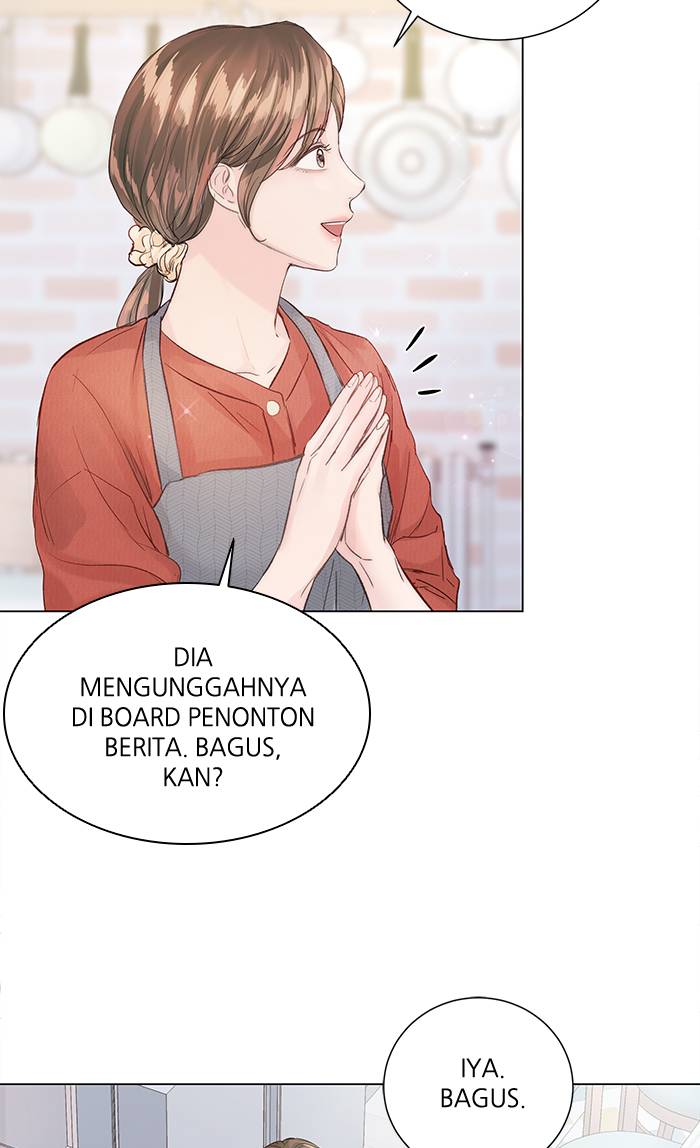 DIA
MENGUNGGAHNYA
DI BOARD PENONTON
BERITA. BAGUS,
KAN?
IYA.
BAGUS.